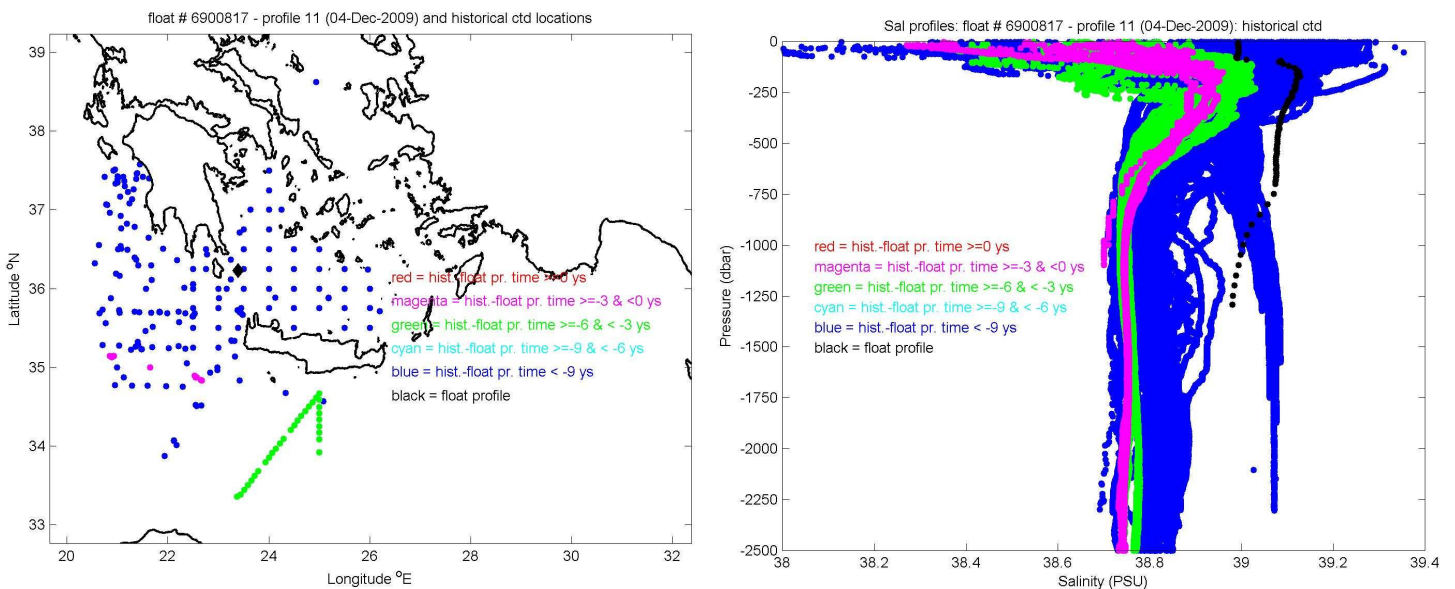 float # 6900817 - profile 11 (04-Dec-2009) and historical ctd locations
39
38
37
36
35
34
33
Latitude °N
red = hist.-float pr. time >=0 ys
magenta = hist.-float pr. time >=-3 & <0 ys
green = hist.-float pr. time >=-6 & < -3 ys
cyan = hist.-float pr. time >=-9 & < -6 ys
blue = hist.-float pr. time < -9 ys
black = float profile
20 22 24 26 28 30 32
Longitude °E
Sal profiles: float # 6900817 - profile 11 (04-Dec-2009): historical ctd
0
-250
-500
-750
-1000
-1250
-1500
-1750
-2000
-2250
-2500
Pressure (dbar)
red = hist.-float pr. time >=0 ys
magenta = hist.-float pr. time >=-3 & <0 ys
green = hist.-float pr. time >=-6 & < -3 ys
cyan = hist.-float pr. time >=-9 & < -6 ys
blue = hist.-float pr. time < -9 ys
black = float profile
38 38.2 38.4 38.6 38.8 39 39.2 39.4
Salinity (PSU)